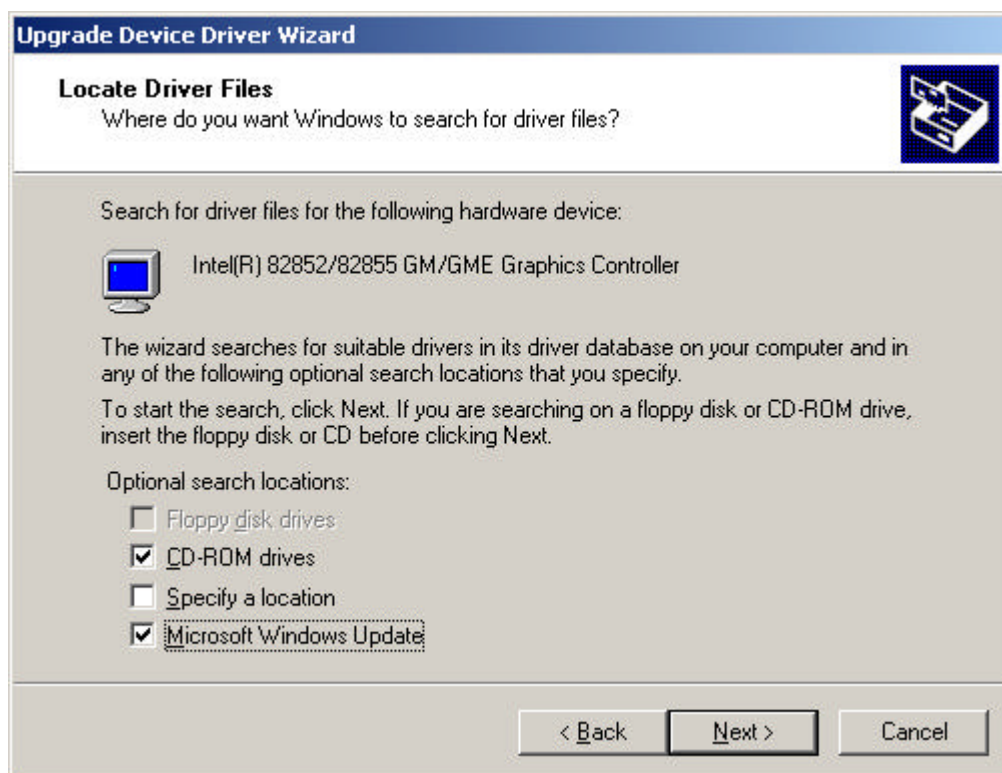 Upgrade Device Driver Wizard
Locate Driver Files
Where do you want Windows to search for driver files?
Search for driver files for the following hardware device:
Intel(R) 82852/82855 GM/GME Graphics Controller
The wizard searches for suitable drivers in its driver database on your computer and in
any of the following optional search locations that you specify.
To start the search, click Next. If you are searching on a floppy disk or CD-ROM drive,
insert the floppy disk or CD before clicking Next.
Optional search locations:
Floppy disk drives
CD-ROM drives
Specify a location
Microsoft Windows Update
< Back Next > Cancel